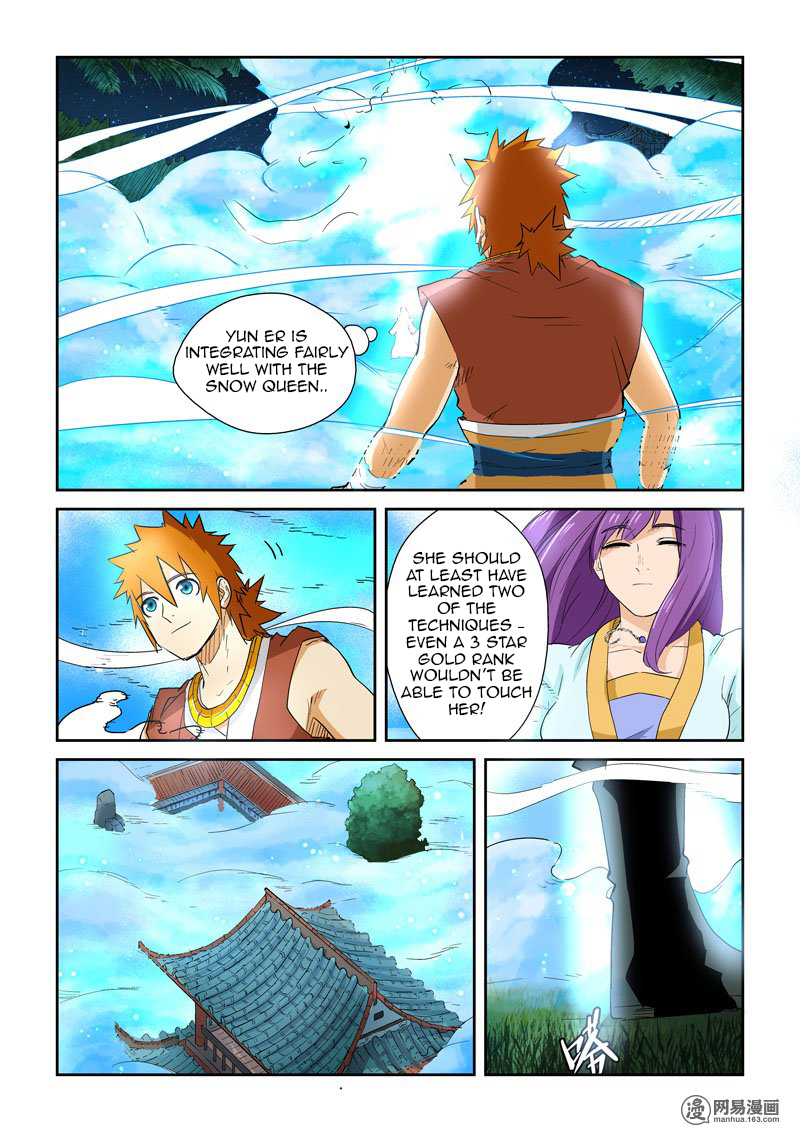 YUN ER IS
INTEGRATING FAIRLY
WELL WITH THE
SNOW QUEEN..
SHE SHOULD
AT LEAST HAVE
LEARNED TWO
OF THE
TECHNIQUES –
EVEN A 3 STAR
GOLD RANK
WOULDN'T BE
ABLE TO TOUCH
HER!
嗒
漫 网易漫画
manhua.163.com